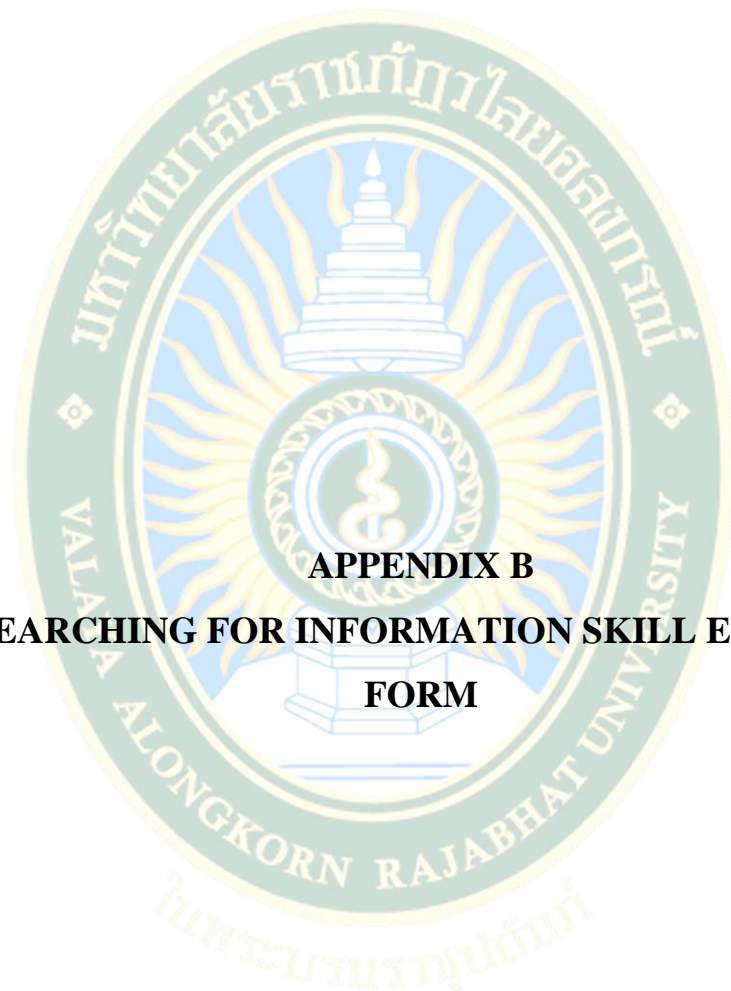 มหาวิทยาลัยราชภัฏวไลยอลงกรณ์
APPENDIX B
EARCHING FOR INFORMATION SKILL E
FORM
VALAYA ALONGKORN RAJABHAT UNIVERSITY
ในพระบรมราชูปถัมภ์